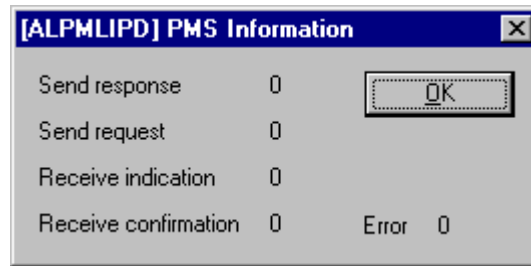 [ALPMLIPD] PMS Information
Send response 0
OK
Send request 0
Receive indication 0
Receive confirmation 0 Error 0